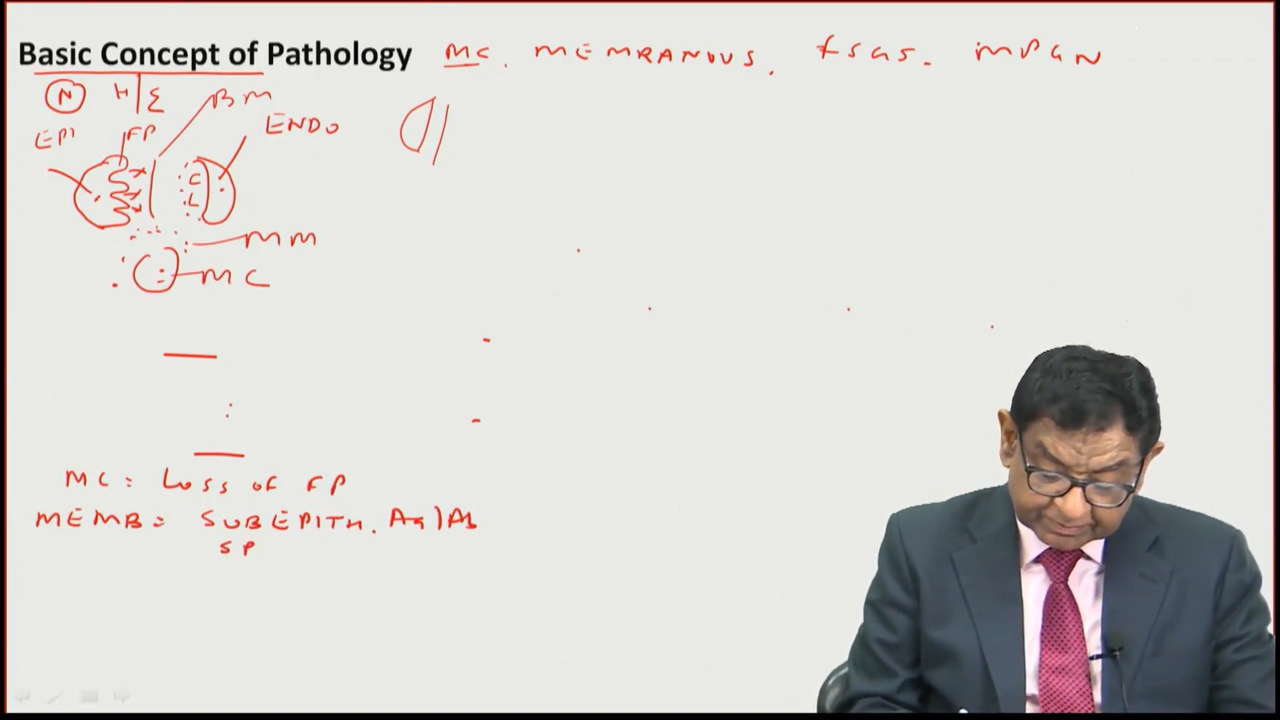 Basic Concept of Pathology MC. MEMRANOUS. FSGS. MPGN
N H/E BM
EPI FP ENDO
C
L
MM
MC
MC: LOSS OF FP
MEMB: SUBEPITH. Ag/Ab
SP